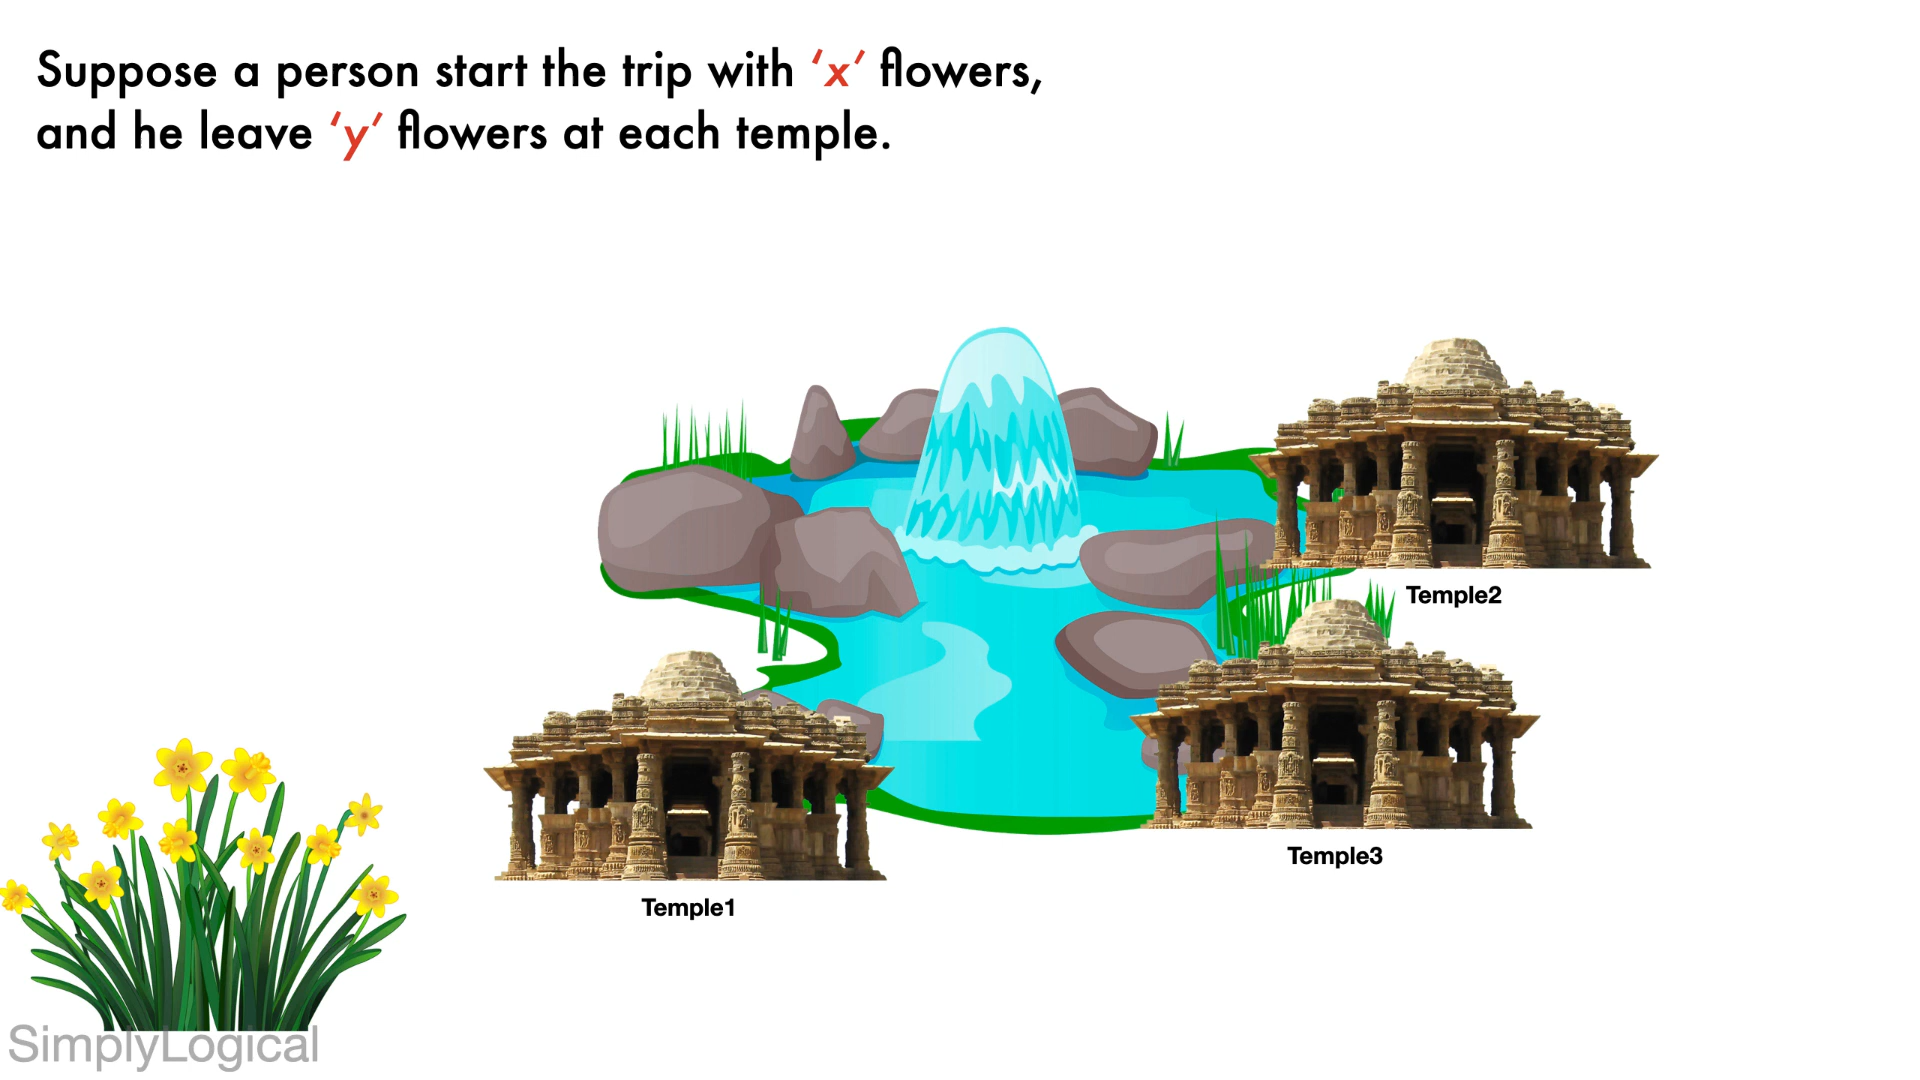 Suppose a person start the trip with ‘x’ flowers,
and he leave ‘y’ flowers at each temple.
Temple2
Temple3
Temple1
SimplyLogical